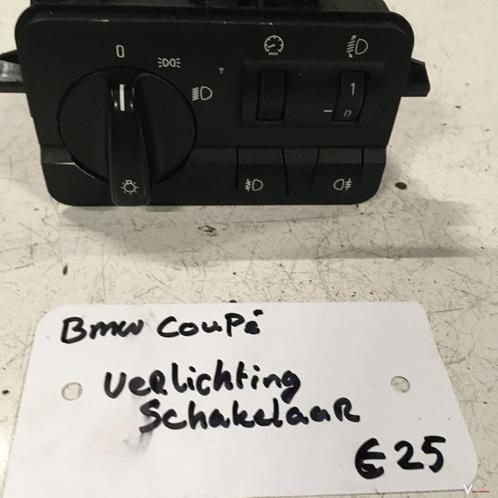 0
1
0
BMW COUPÉ
VERLICHTING
SCHAKELAAR
€25